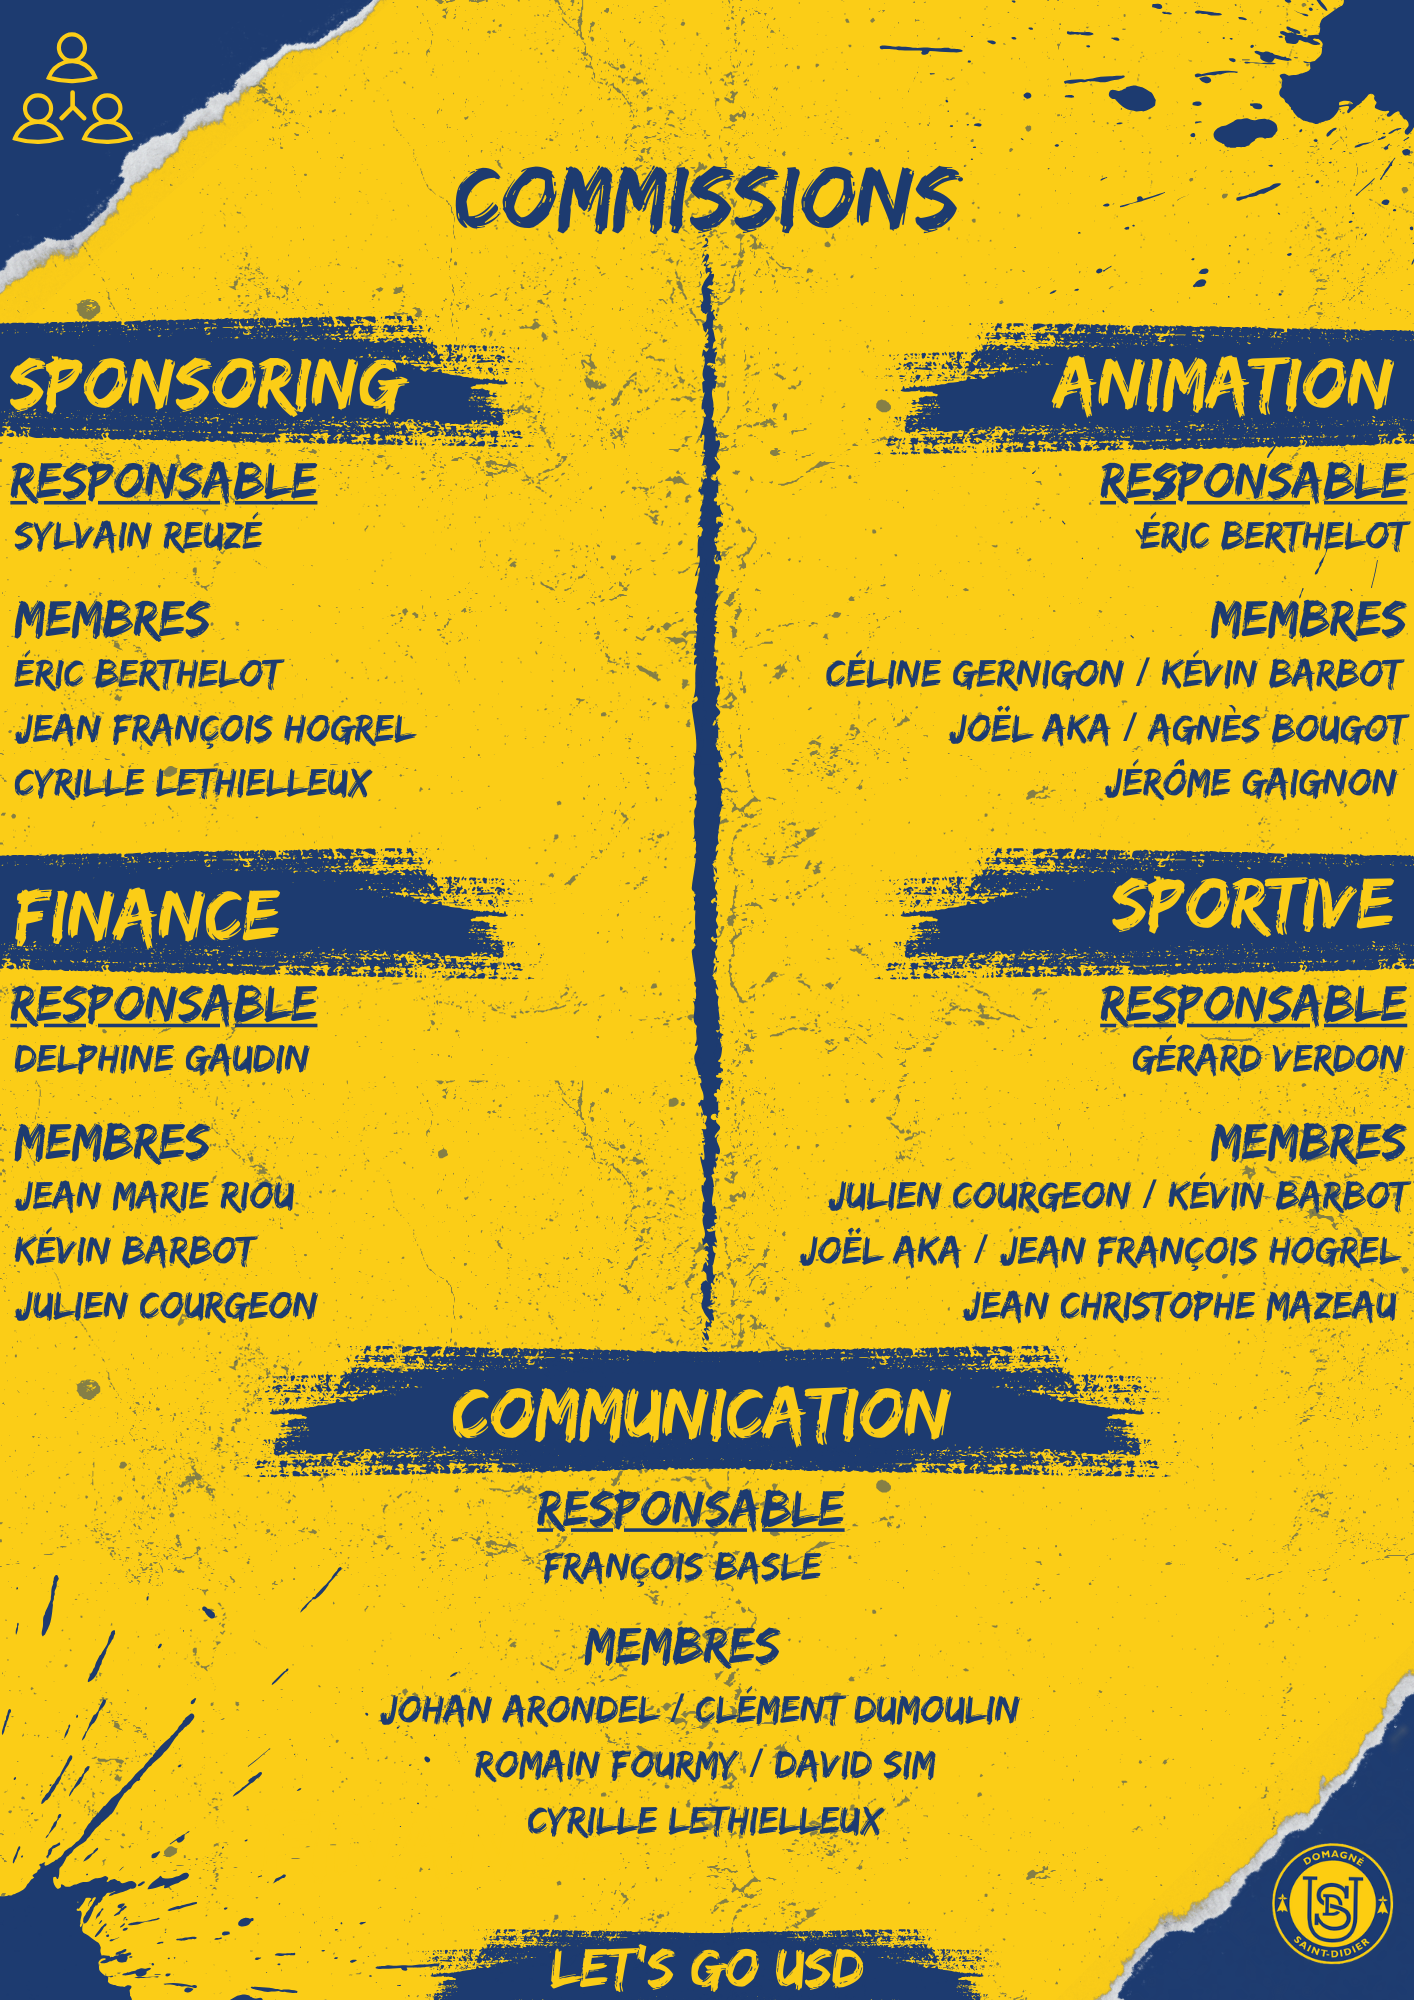 COMMISSIONS
SPONSORING
RESPONSABLE
SYLVAIN REUZÉ
MEMBRES
ÉRIC BERTHELOT
JEAN FRANÇOIS HOGREL
CYRILLE LETHIELLEUX
ANIMATION
RESPONSABLE
ÉRIC BERTHELOT
MEMBRES
CÉLINE GERNIGON / KÉVIN BARBOT
JOËL AKA / AGNÈS BOUGOT
JÉRÔME GAIGNON
FINANCE
RESPONSABLE
DELPHINE GAUDIN
MEMBRES
JEAN MARIE RIOU
KÉVIN BARBOT
JULIEN COURGEON
SPORTIVE
RESPONSABLE
GÉRARD VERDON
MEMBRES
JULIEN COURGEON / KÉVIN BARBOT
JOËL AKA / JEAN FRANÇOIS HOGREL
JEAN CHRISTOPHE MAZEAU
COMMUNICATION
RESPONSABLE
FRANÇOIS BASLE
MEMBRES
JOHAN ARONDEL / CLÉMENT DUMOULIN
ROMAIN FOURMY / DAVID SIM
CYRILLE LETHIELLEUX
DOMAGNÉ
USD
SAINT-DIDIER
LET'S GO USD